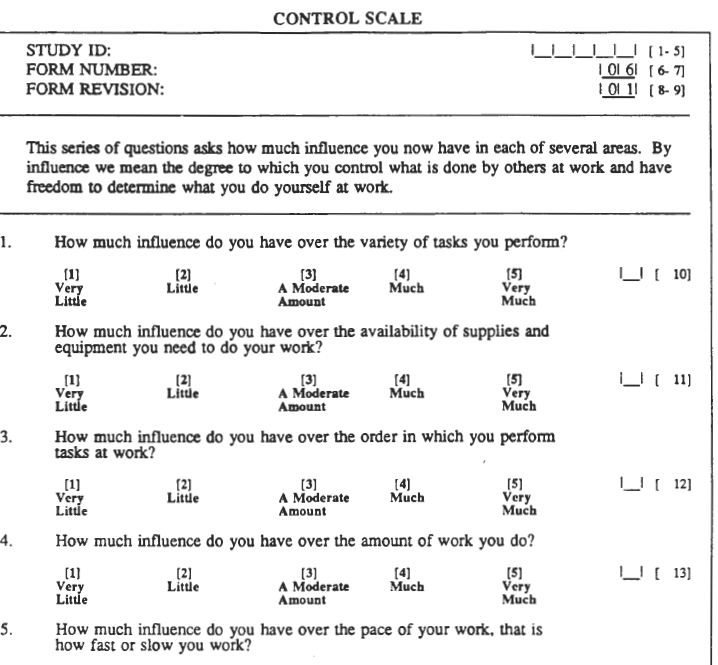 CONTROL SCALE
STUDY ID: |__|__|__|__|__| [ 1- 5]
FORM NUMBER: | 0| 6| [ 6- 7]
FORM REVISION: | 0| 1| [ 8- 9]
This series of questions asks how much influence you now have in each of several areas. By
influence we mean the degree to which you control what is done by others at work and have
freedom to determine what you do yourself at work.
1. How much influence do you have over the variety of tasks you perform?
[1] [2] [3] [4] [5] |__| [ 10]
Very Little A Moderate Much Very
Little Amount Much
2. How much influence do you have over the availability of supplies and
equipment you need to do your work?
[1] [2] [3] [4] [5] |__| [ 11]
Very Little A Moderate Much Very
Little Amount Much
3. How much influence do you have over the order in which you perform
tasks at work?
[1] [2] [3] [4] [5] |__| [ 12]
Very Little A Moderate Much Very
Little Amount Much
4. How much influence do you have over the amount of work you do?
[1] [2] [3] [4] [5] |__| [ 13]
Very Little A Moderate Much Very
Little Amount Much
5. How much influence do you have over the pace of your work, that is
how fast or slow you work?